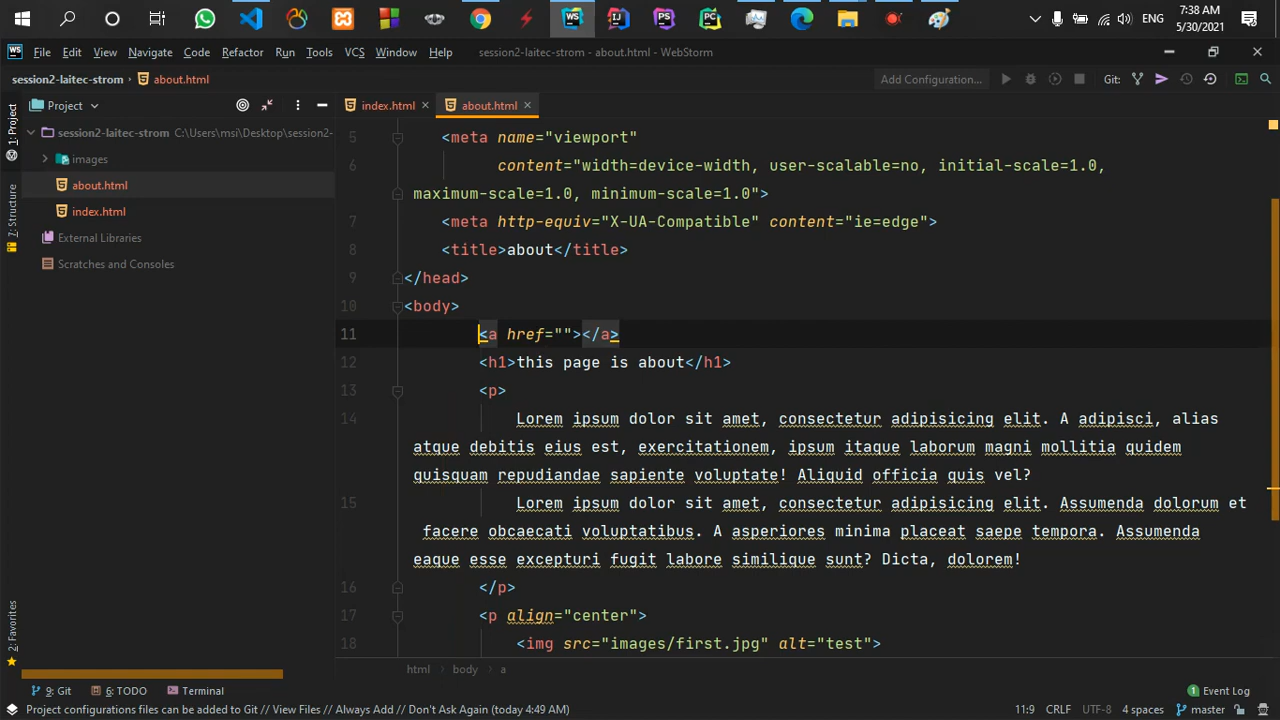 ENG
7:38 AM
5/30/2021
WS
IJ
PS
PC
WS
File Edit View Navigate Code Refactor Run Tools VCS Window Help
session2-laitec-strom - about.html - WebStorm
session2-laitec-strom
about.html
Add Configuration...
Git:
Project
index.html
about.html
session2-laitec-strom C:\Users\msi\Desktop\session2-
images
about.html
index.html
External Libraries
Scratches and Consoles
1: Project
7: Structure
2: Favorites
5 <meta name="viewport"
6 content="width=device-width, user-scalable=no, initial-scale=1.0,
maximum-scale=1.0, minimum-scale=1.0">
7 <meta http-equiv="X-UA-Compatible" content="ie=edge">
8 <title>about</title>
9 </head>
10 <body>
11 <a href=""></a>
12 <h1>this page is about</h1>
13 <p>
14 Lorem ipsum dolor sit amet, consectetur adipisicing elit. A adipisci, alias
atque debitis eius est, exercitationem, ipsum itaque laborum magni mollitia quidem
quisquam repudiandae sapiente voluptate! Aliquid officia quis vel?
15 Lorem ipsum dolor sit amet, consectetur adipisicing elit. Assumenda dolorum et
facere obcaecati voluptatibus. A asperiores minima placeat saepe tempora. Assumenda
eaque esse excepturi fugit labore similique sunt? Dicta, dolorem!
16 </p>
17 <p align="center">
18 <img src="images/first.jpg" alt="test">
html body a
9: Git
6: TODO
Terminal
1 Event Log
Project configurations files can be added to Git // View Files // Always Add // Don't Ask Again (today 4:49 AM)
11:9 CRLF UTF-8 4 spaces master